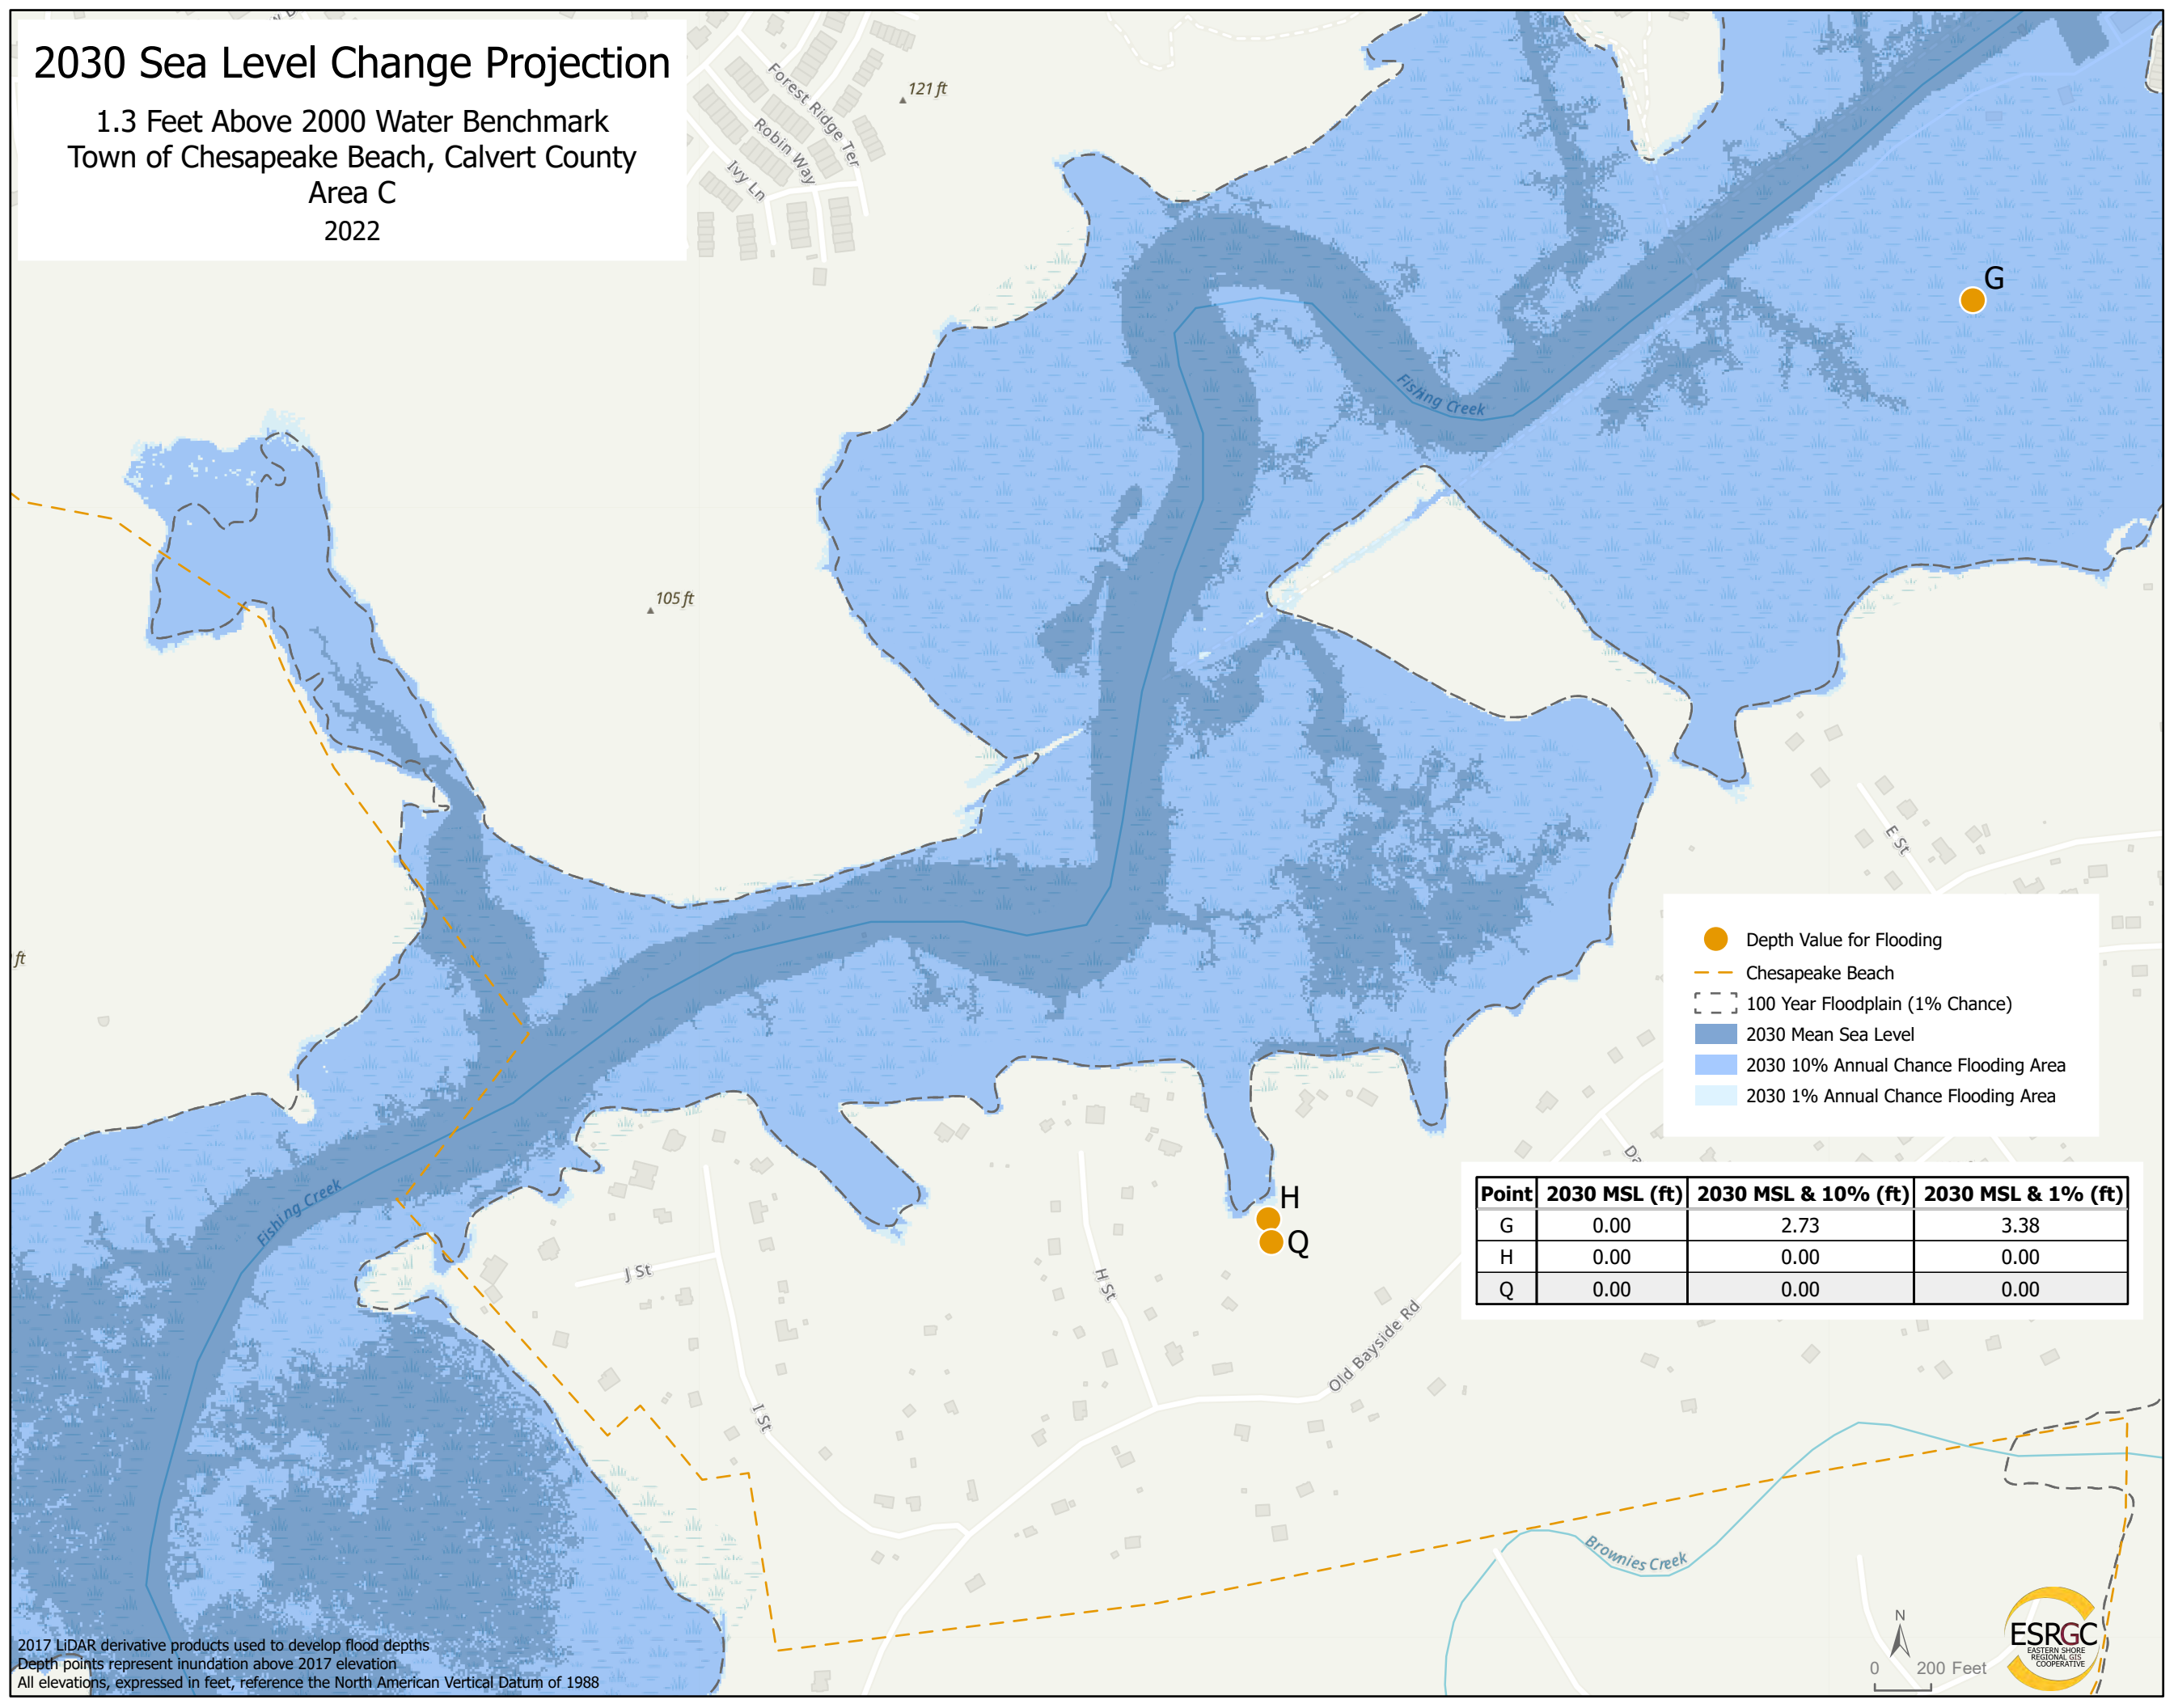 2030 Sea Level Change Projection
1.3 Feet Above 2000 Water Benchmark
Town of Chesapeake Beach, Calvert County
Area C
2022
Forest Ridge Ter
Robin Way
Ivy Ln
121 ft
G
Fishing Creek
105 ft
E St
ft
Depth Value for Flooding
Chesapeake Beach
100 Year Floodplain (1% Chance)
2030 Mean Sea Level
2030 10% Annual Chance Flooding Area
2030 1% Annual Chance Flooding Area
Da
Fishing Creek
H
Q
J St
H St
I St
Old Bayside Rd
Point 2030 MSL (ft) 2030 MSL & 10% (ft) 2030 MSL & 1% (ft)
G 0.00 2.73 3.38
H 0.00 0.00 0.00
Q 0.00 0.00 0.00
Brownies Creek
2017 LiDAR derivative products used to develop flood depths
Depth points represent inundation above 2017 elevation
All elevations, expressed in feet, reference the North American Vertical Datum of 1988
N
0 200 Feet
ESRGC
EASTERN SHORE
REGIONAL GIS
COOPERATIVE